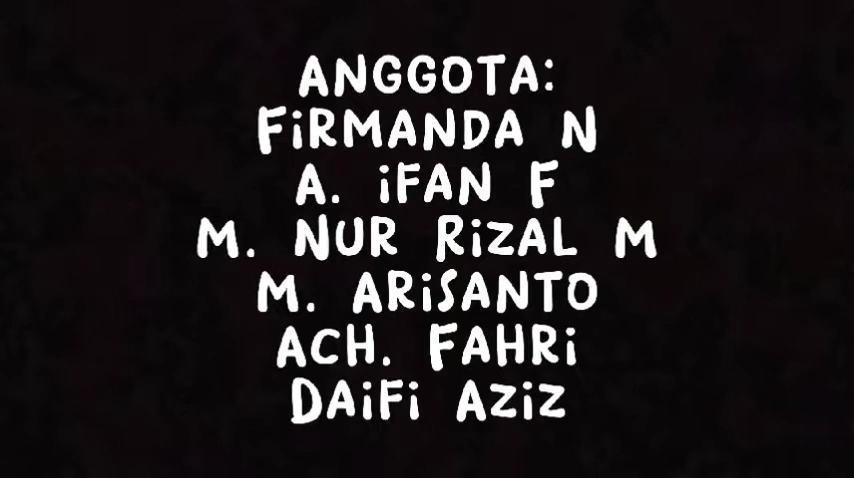 ANGGOTA:
FiRMANDA N
A. iFAN F
M. NUR RiZAL M
M. ARiSANTO
ACH. FAHRi
DAiFi AZiZ